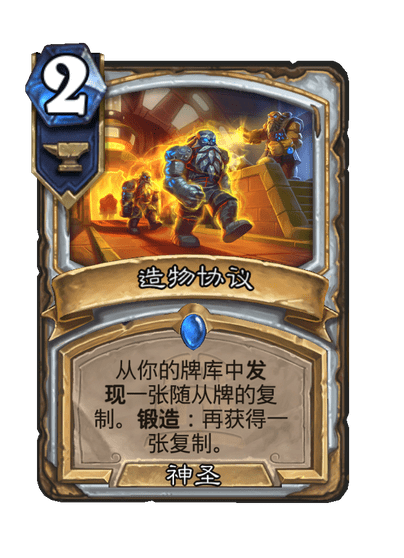 2
造物协议
从你的牌库中发
现一张随从牌的复
制。锻造：再获得一
张复制。
神圣